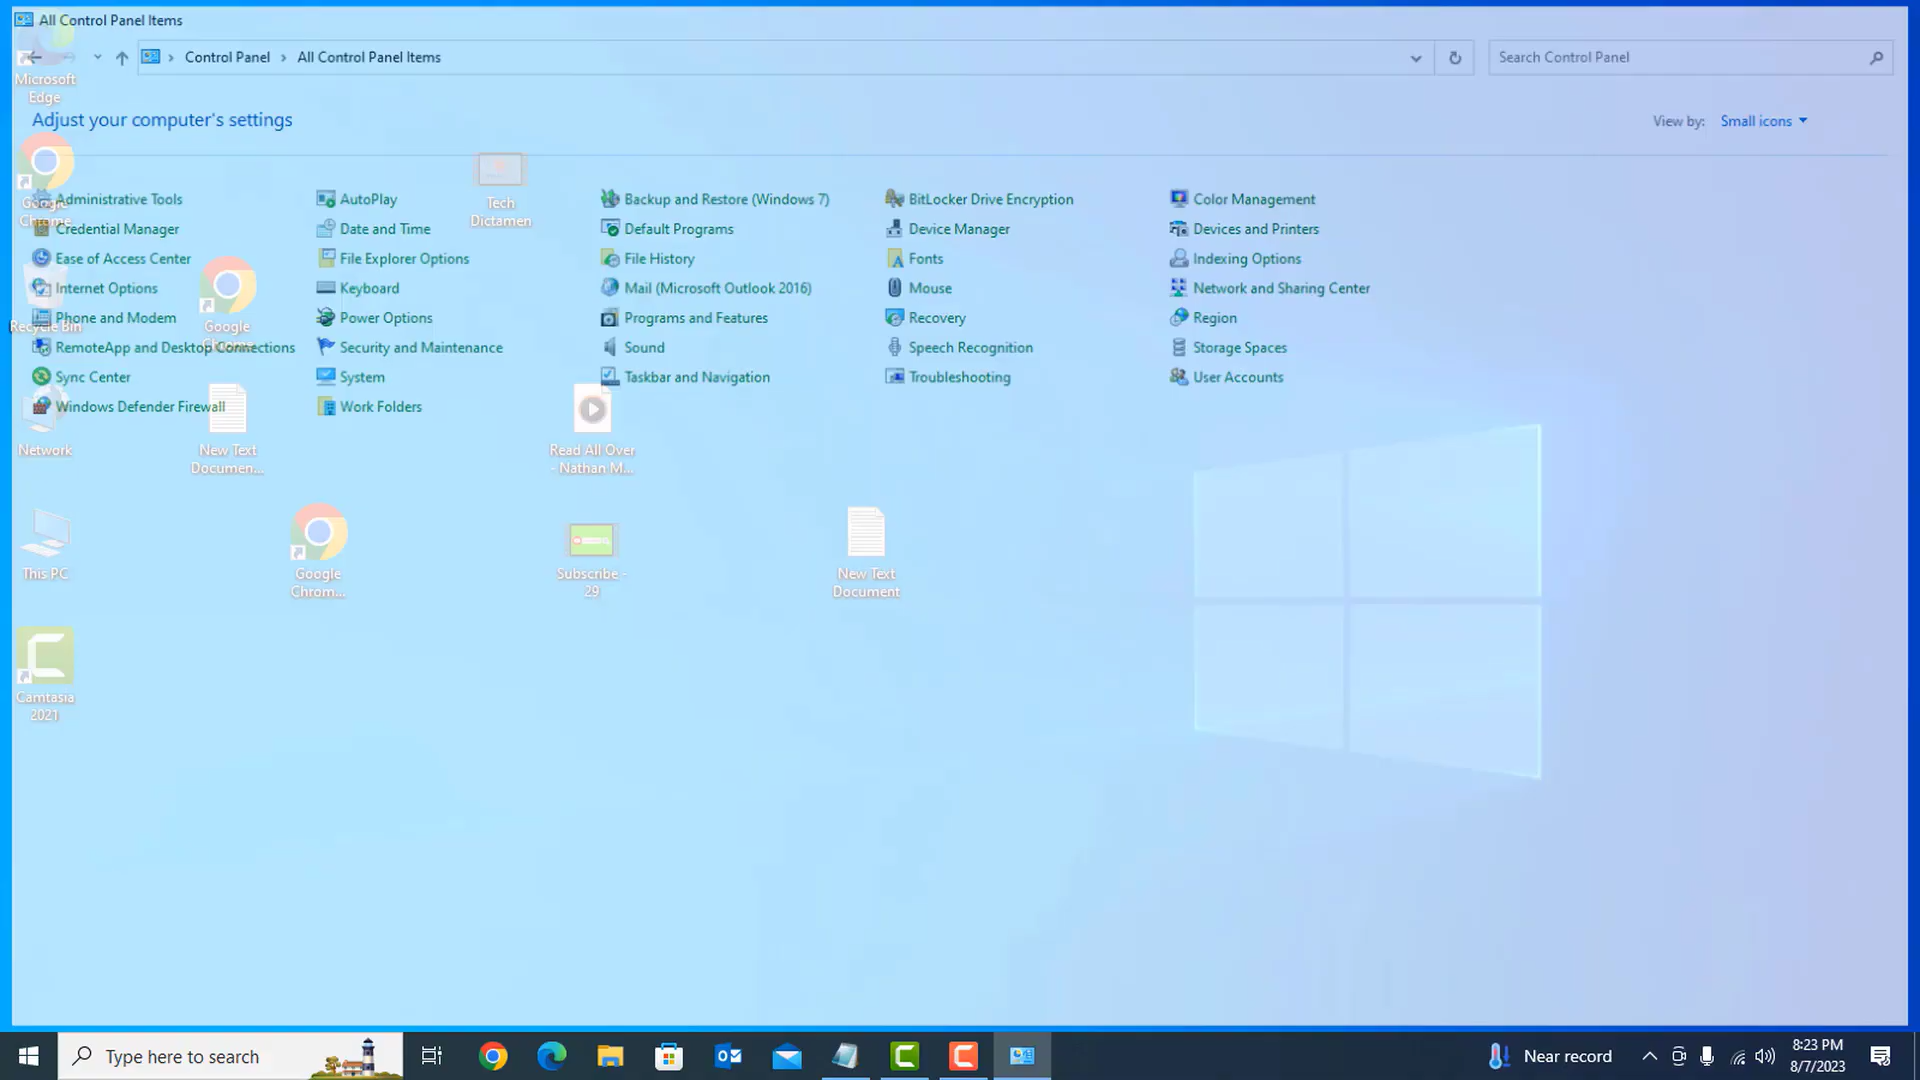 All Control Panel Items
Control Panel > All Control Panel Items
Search Control Panel
Adjust your computer's settings
View by: Small icons
Administrative Tools
AutoPlay
Backup and Restore (Windows 7)
BitLocker Drive Encryption
Color Management
Credential Manager
Date and Time
Default Programs
Device Manager
Devices and Printers
Ease of Access Center
File Explorer Options
File History
Fonts
Indexing Options
Internet Options
Keyboard
Mail (Microsoft Outlook 2016)
Mouse
Network and Sharing Center
Phone and Modem
Power Options
Programs and Features
Recovery
Region
RemoteApp and Desktop Connections
Security and Maintenance
Sound
Speech Recognition
Storage Spaces
Sync Center
System
Taskbar and Navigation
Troubleshooting
User Accounts
Windows Defender Firewall
Work Folders
Microsoft
Edge
Google
Chrome
Tech
Dictamen
Recycle Bin
Google
Chrome
Network
New Text
Documen...
Read All Over
- Nathan M...
This PC
Google
Chrom...
Subscribe -
29
New Text
Document
Camtasia
2021
Type here to search
Near record
8:23 PM
8/7/2023